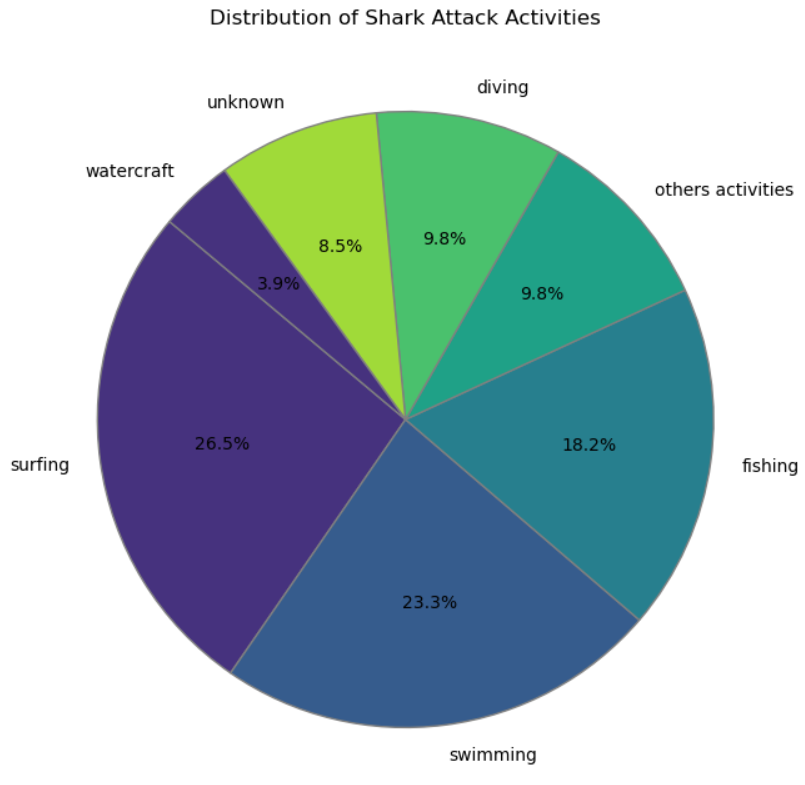 Distribution of Shark Attack Activities
diving
unknown
watercraft
others activities
9.8%
8.5%
3.9%
9.8%
26.5%
18.2%
surfing
fishing
23.3%
swimming